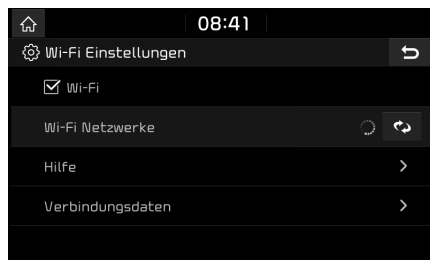 08:41
Wi-Fi Einstellungen
Wi-Fi
Wi-Fi Netzwerke
Hilfe
Verbindungsdaten